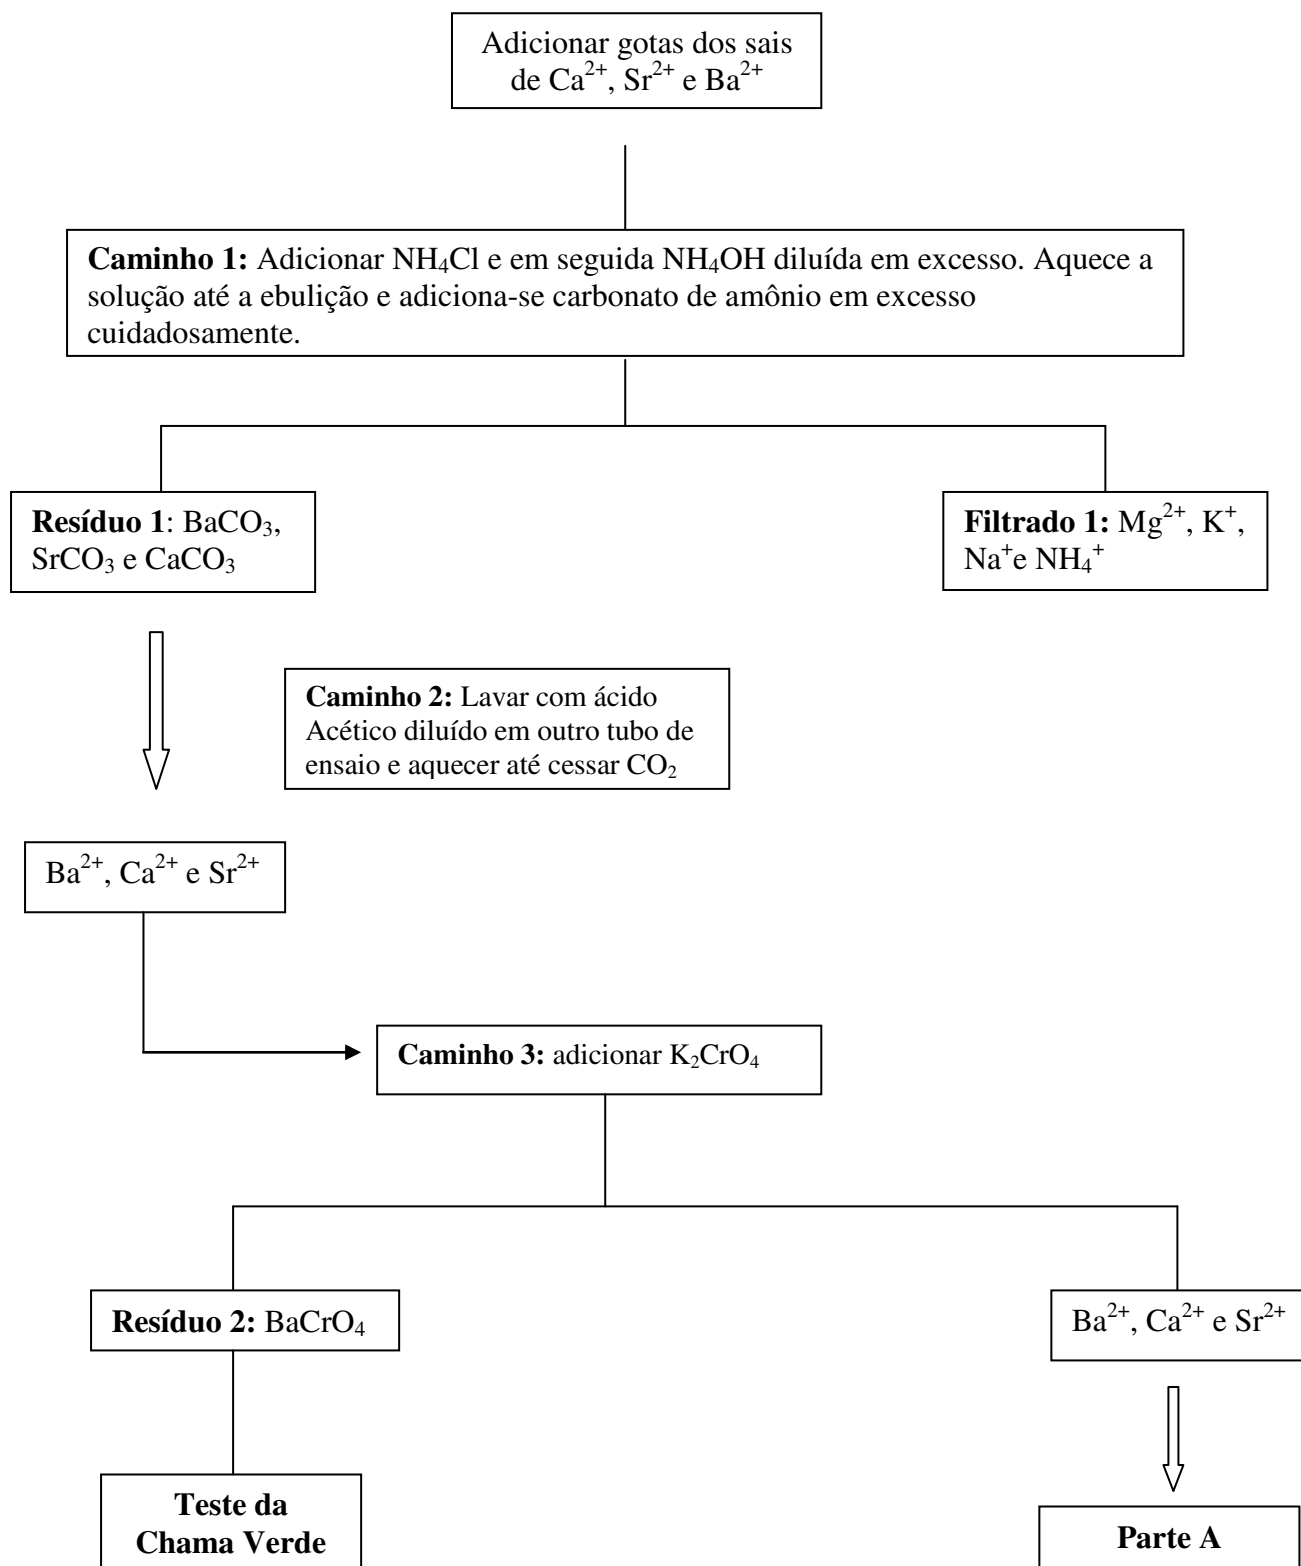 Adicionar gotas dos sais
de Ca²⁺, Sr²⁺ e Ba²⁺
Caminho 1: Adicionar NH₄Cl e em seguida NH₄OH diluída em excesso. Aquece a
solução até a ebulição e adiciona-se carbonato de amônio em excesso
cuidadosamente.
Resíduo 1: BaCO₃,
SrCO₃ e CaCO₃
Filtrado 1: Mg²⁺, K⁺,
Na⁺e NH₄⁺
Caminho 2: Lavar com ácido
Acético diluído em outro tubo de
ensaio e aquecer até cessar CO₂
Ba²⁺, Ca²⁺ e Sr²⁺
Caminho 3: adicionar K₂CrO₄
Resíduo 2: BaCrO₄
Ba²⁺, Ca²⁺ e Sr²⁺
Teste da
Chama Verde
Parte A